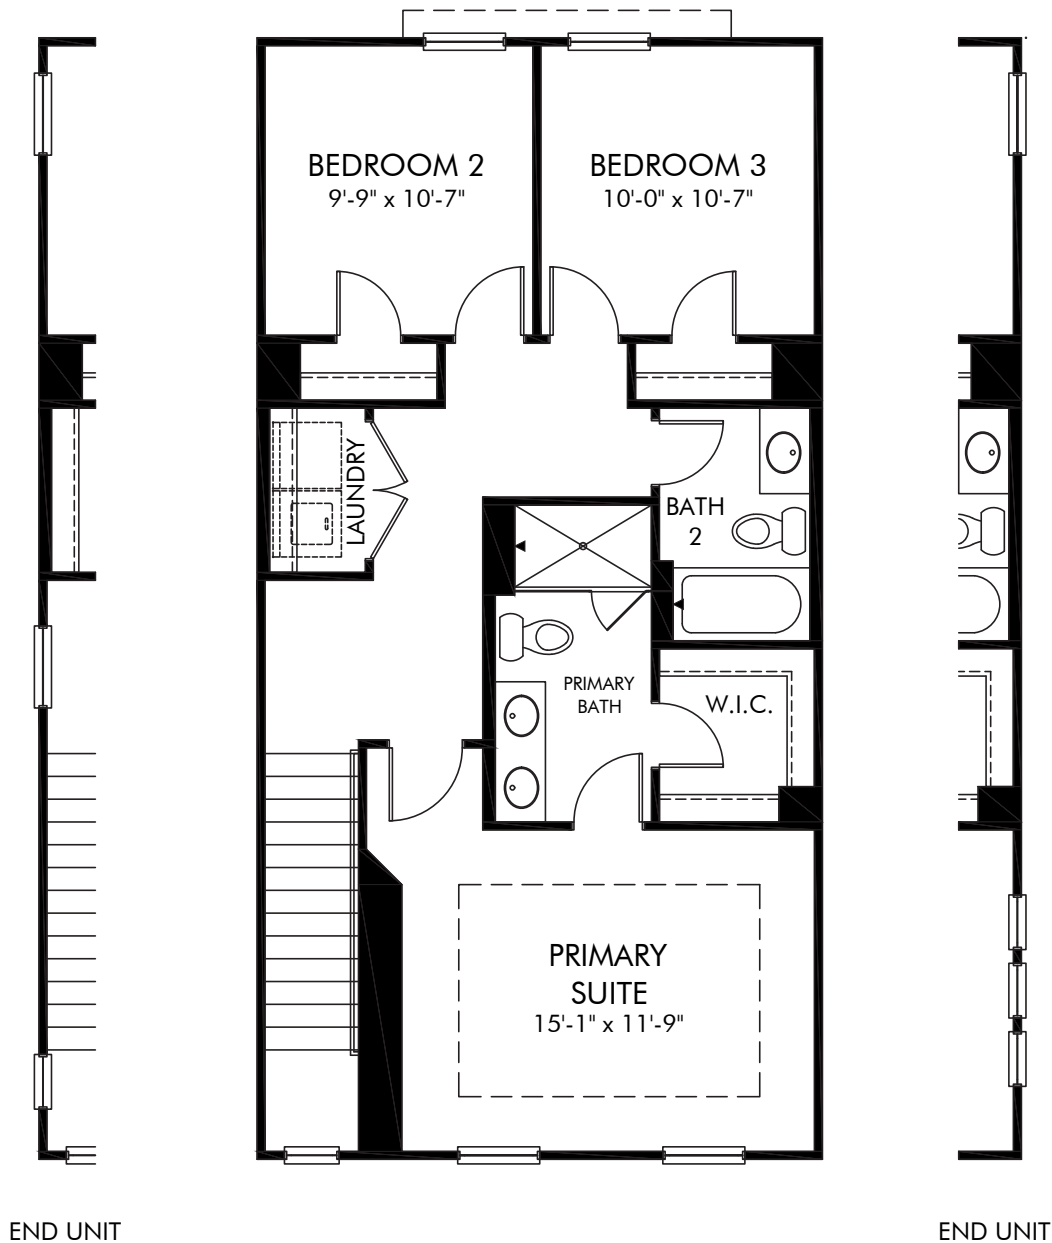 BEDROOM 2
9'-9" x 10'-7"
BEDROOM 3
10'-0" x 10'-7"
LAUNDRY
BATH
2
PRIMARY
BATH
W.I.C.
PRIMARY
SUITE
15'-1" x 11'-9"
END UNIT
END UNIT